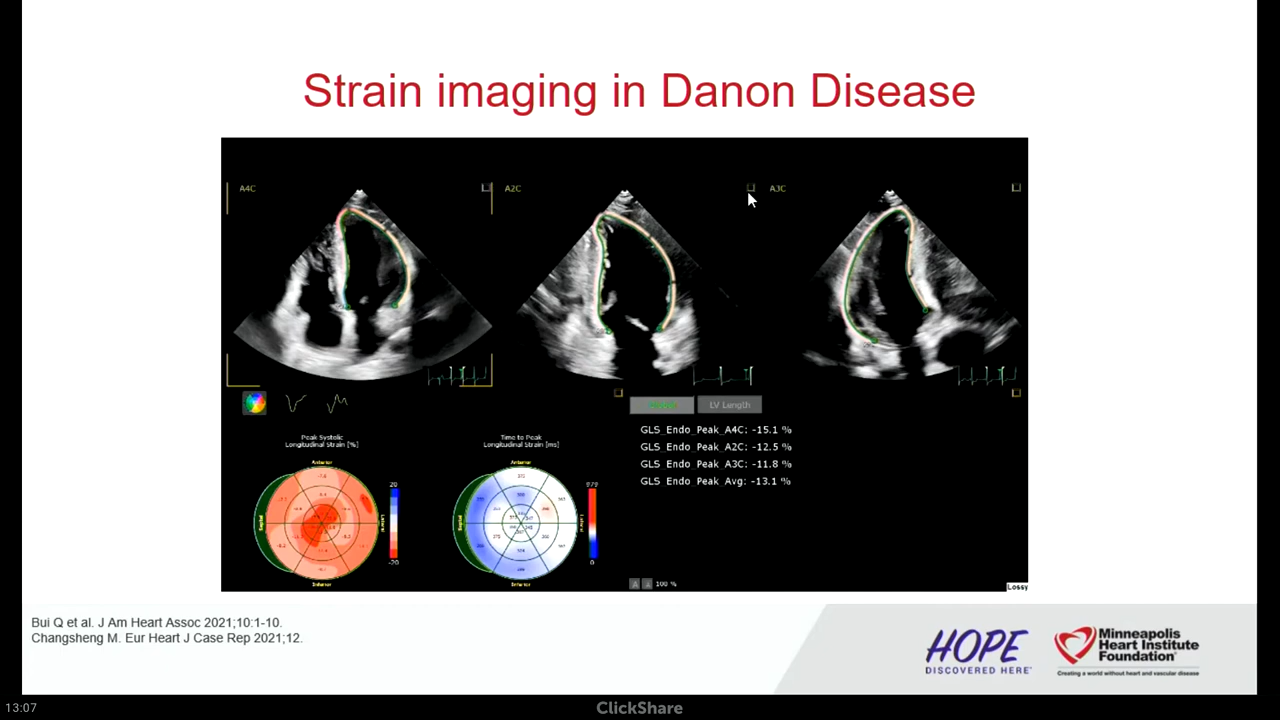 Strain imaging in Danon Disease
A4C
A2C
A3C
LV Length
GLS_Endo_Peak_A4C: -15.1 %
GLS_Endo_Peak_A2C: -12.5 %
GLS_Endo_Peak_A3C: -11.8 %
GLS_Endo_Peak_Avg: -13.1 %
Peak Systolic
Longitudinal Strain [%]
Time to Peak
Longitudinal Strain [ms]
Anterior
Anterior
20
979
Septal
Lateral
Septal
Lateral
-20
0
Inferior
Inferior
100 %
Lossy
Bui Q et al. J Am Heart Assoc 2021;10:1-10.
Changsheng M. Eur Heart J Case Rep 2021;12.
HOPE
DISCOVERED HERE
Minneapolis
Heart Institute
Foundation
Creating a world without heart and vascular disease
13:07
ClickShare